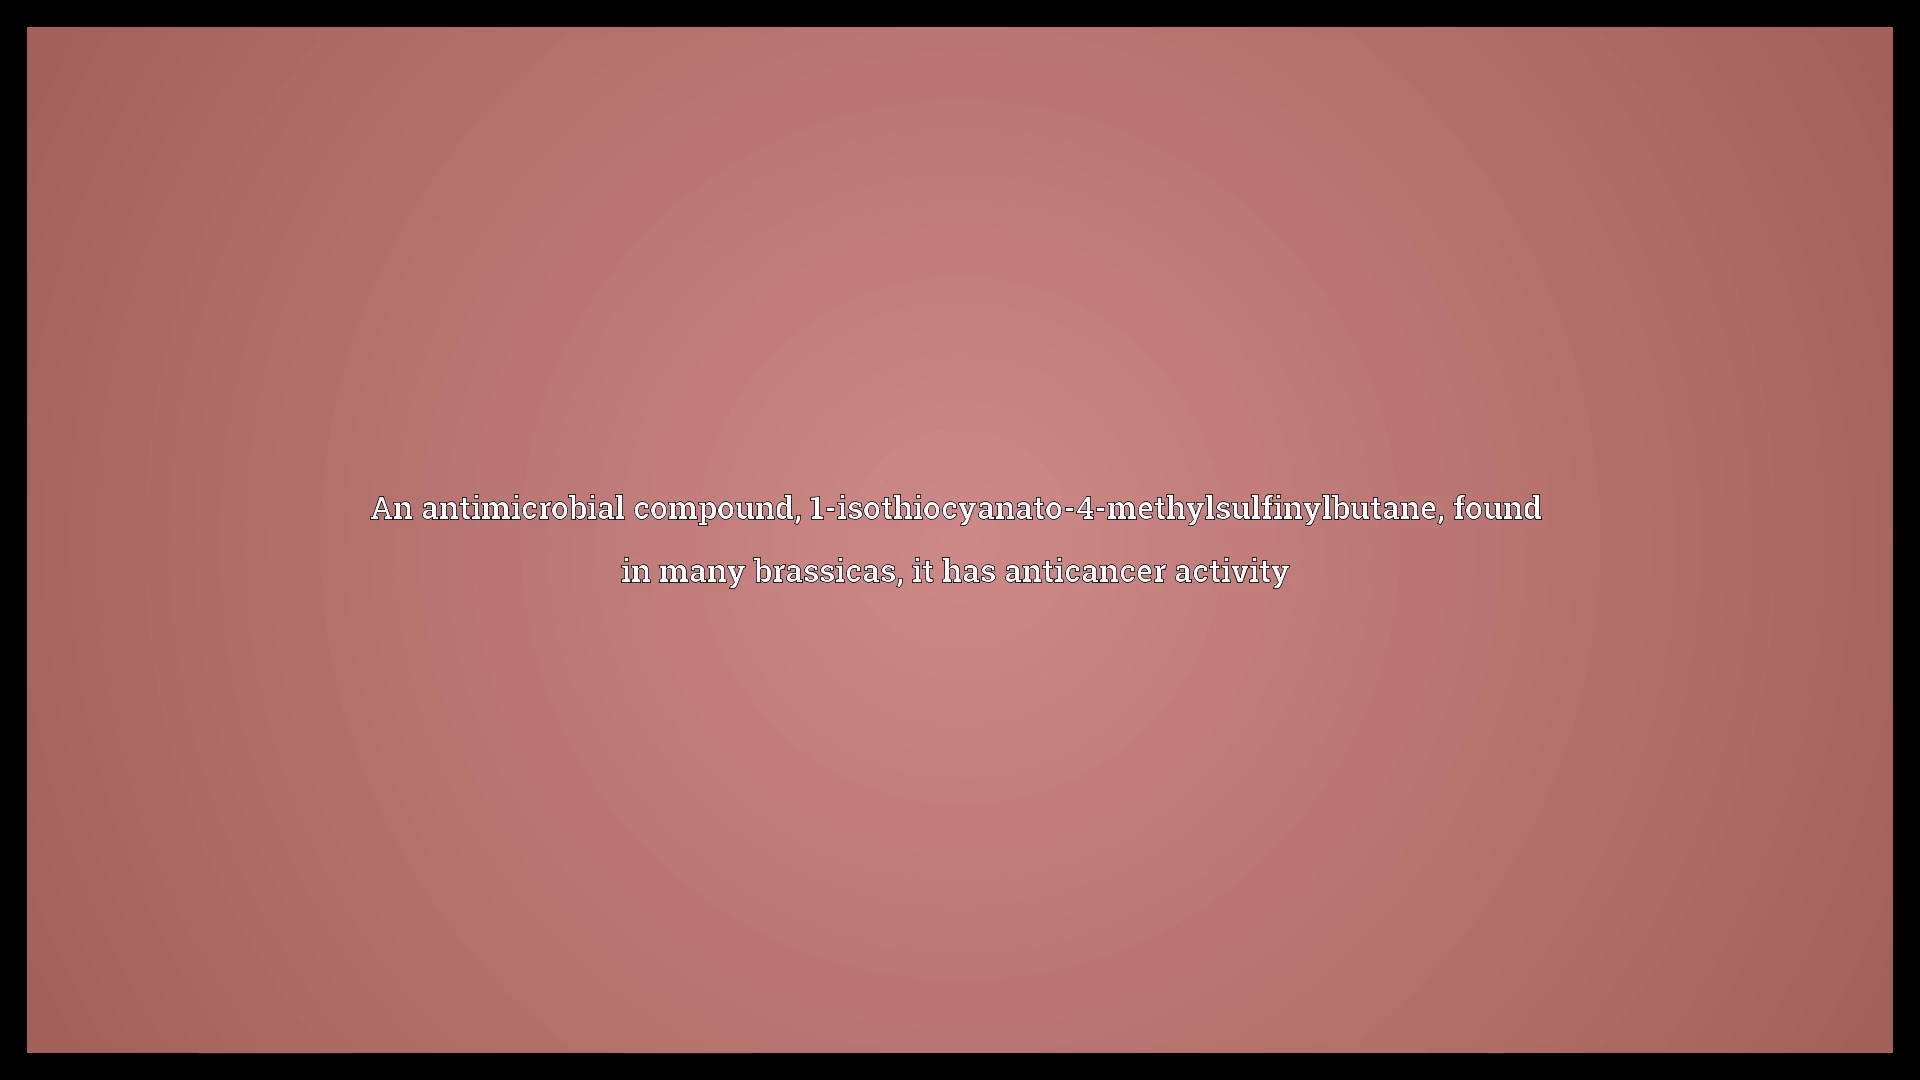 An antimicrobial compound, 1-isothiocyanato-4-methylsulfinylbutane, found
in many brassicas, it has anticancer activity